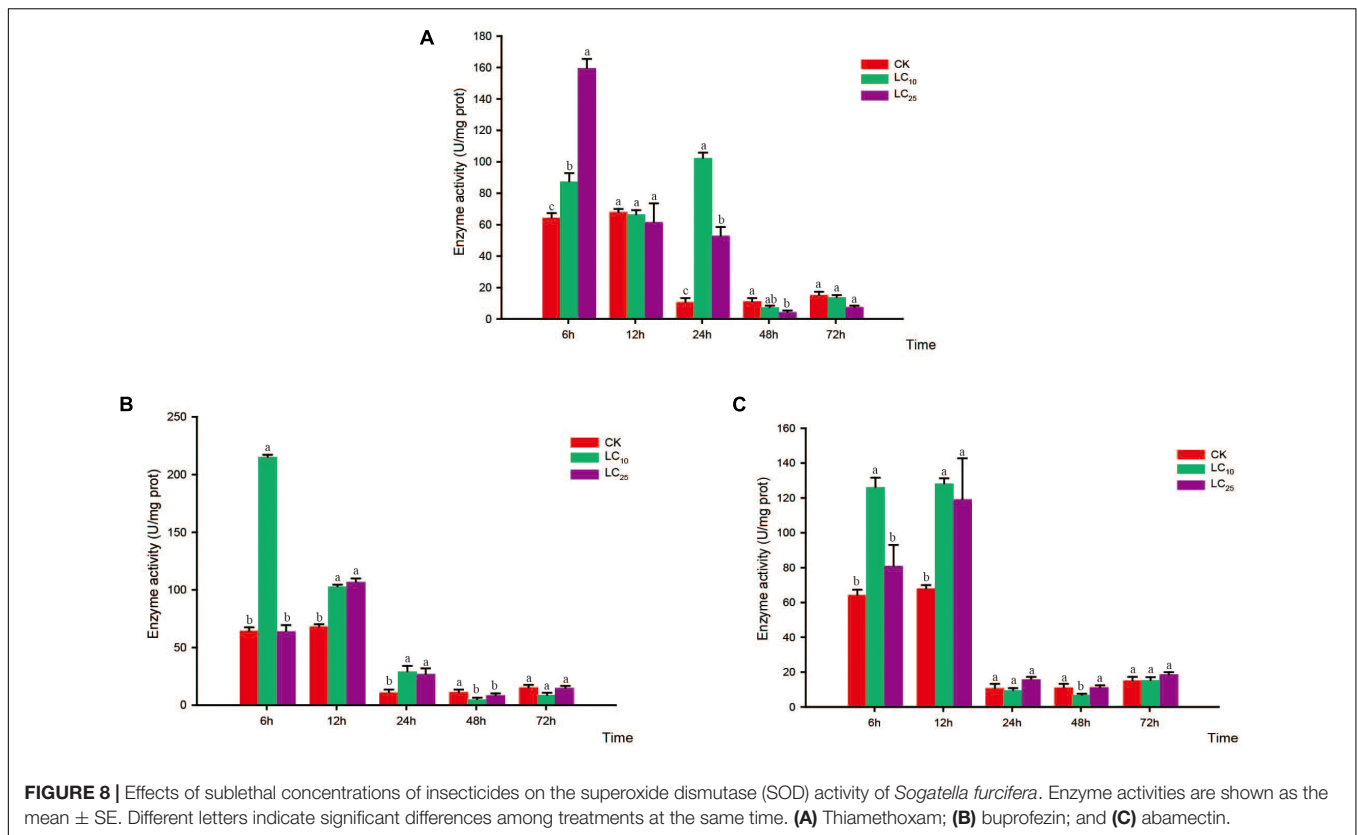 A
180
160
140
120
100
80
60
40
20
0
Enzyme activity (U/mg prot)
CK
LC10
LC25
c b a
a a a
c a b
a ab b
a a a
6h 12h 24h 48h 72h
Time
B
250
200
150
100
50
0
Enzyme activity (U/mg prot)
CK
LC10
LC25
b a b
b a a
b a a
a b b
a a a
6h 12h 24h 48h 72h
Time
C
160
140
120
100
80
60
40
20
0
Enzyme activity (U/mg prot)
CK
LC10
LC25
b a b
b a a
a a a
a b a
a a a
6h 12h 24h 48h 72h
Time
FIGURE 8 | Effects of sublethal concentrations of insecticides on the superoxide dismutase (SOD) activity of Sogatella furcifera. Enzyme activities are shown as the
mean ± SE. Different letters indicate significant differences among treatments at the same time. (A) Thiamethoxam; (B) buprofezin; and (C) abamectin.